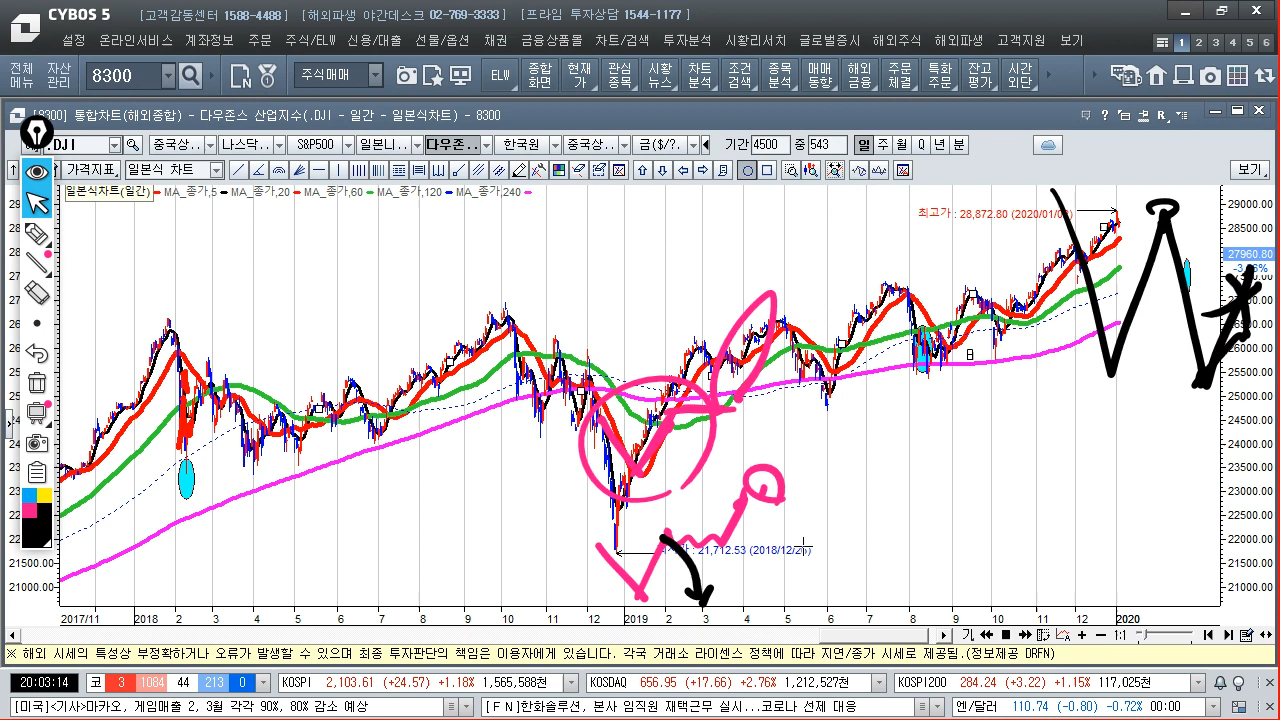 CYBOS 5 [고객감동센터 1588-4488] [해외파생 야간데스크 02-769-3333] [프라임 투자상담 1544-1177]
설정 온라인서비스 계좌정보 주문 주식/ELW 신용/대출 선물/옵션 채권 금융상품몰 차트/검색 투자분석 시황리서치 글로벌증시 해외주식 해외파생 고객지원 보기 1 2 3 4 5 6
전체메뉴 자산관리 8300 주식매매 ELW 종합화면 현재가 관심종목 시황뉴스 차트분석 조건검색 종목분석 매매동향 해외금융 주문체결 특화주문 잔고평가 시간외단
[8300] 통합차트(해외종합) - 다우존스 산업지수(.DJI - 일간 - 일본식차트) - 8300
.DJI 중국상.. 나스닥.. S&P500 일본니.. 다우존.. 한국원.. 중국상.. 금($/?. 기간 4500 중 543 일 주 월 Q 년 분
가격지표 일본식 차트 보기
일본식차트(일간) MA_종가,5 MA_종가,20 MA_종가,60 MA_종가,120 MA_종가,240
최고가 : 28,872.80
29000.00
28500.00
27960.80
27500.00
26000.00
25500.00
25000.00
24500.00
24000.00
23500.00
23000.00
22500.00
22000.00
21500.00 21500.00
21000.00 21000.00
: 21,712.53
2017/11 2018 2 3 4 5 6 7 8 9 10 11 12 2019 2 3 4 5 6 7 8 9 10 11 12 2020
1:1
※ 해외 시세의 특성상 부정확하거나 오류가 발생할 수 있으며 최종 투자판단의 책임은 이용자에게 있습니다. 각국 거래소 라이센스 정책에 따라 지연/종가 시세로 제공됨.(정보제공 DRFN)
20:03:14 코 3 1084 44 213 0 KOSPI 2,103.61 (+24.57) +1.18% 1,565,588천 KOSDAQ 656.95 (+17.66) +2.76% 1,212,527천 KOSPI200 284.24 (+3.22) +1.15% 117,025천
[미국]<기사>마카오, 게임매출 2, 3월 각각 90%, 80% 감소 예상 [ＦＮ]한화솔루션, 본사 임직원 재택근무 실시...코로나 선제 대응 엔/달러 110.74 (-0.80) -0.72% 00:00